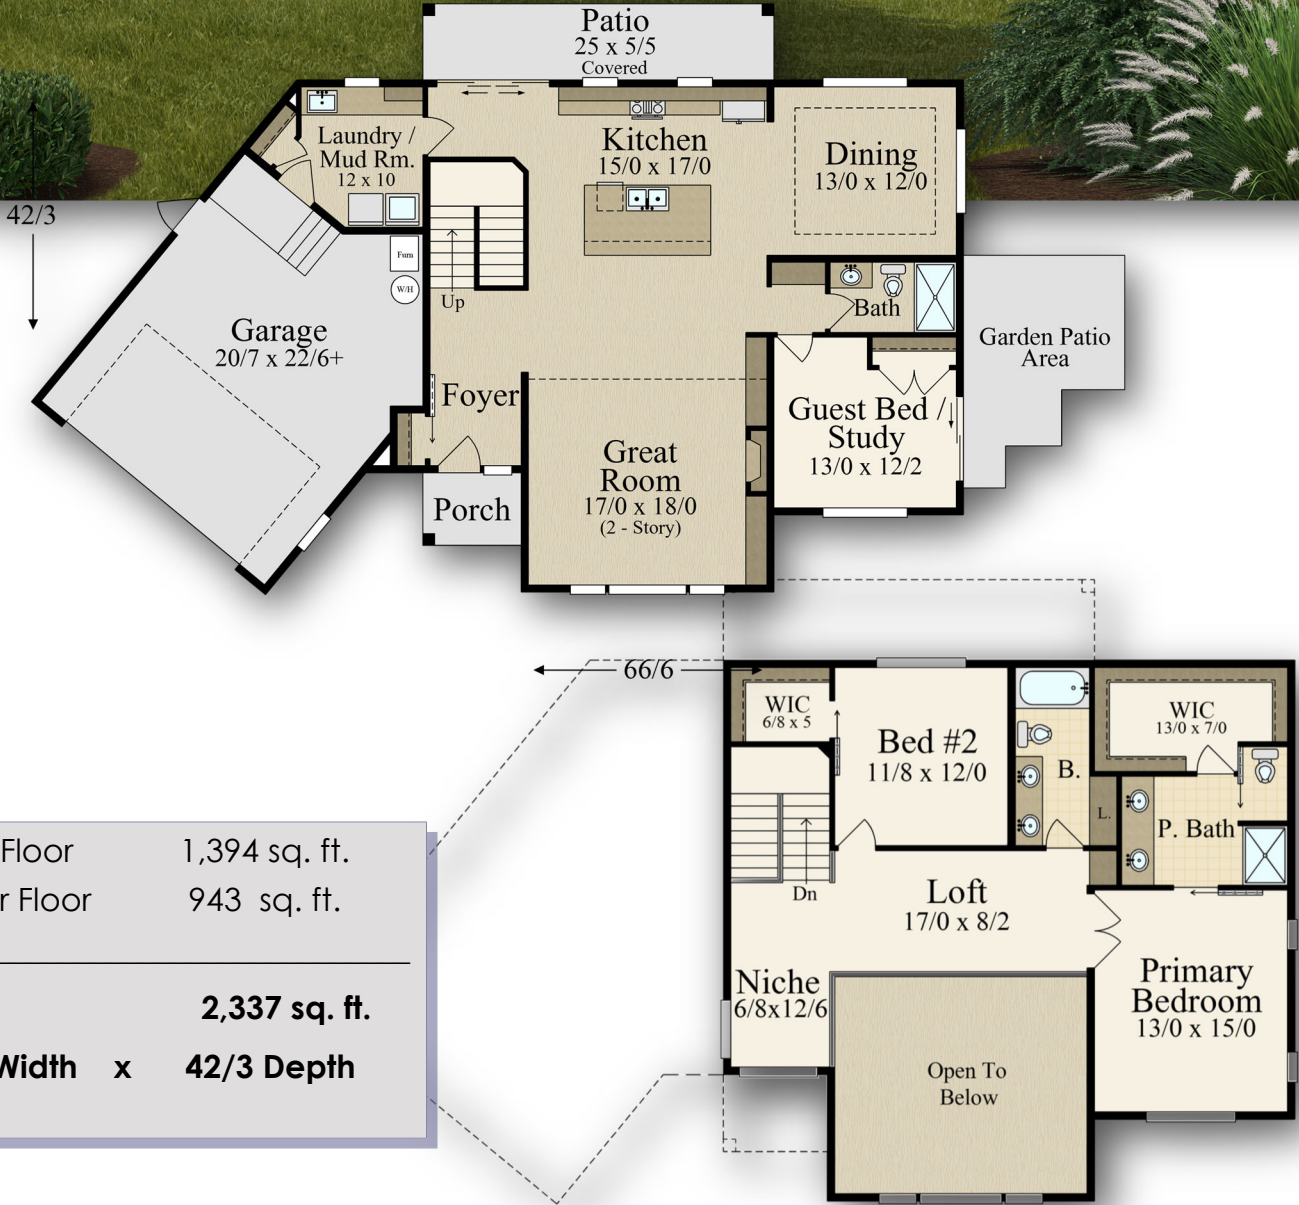 Patio
25 x 5/5
Covered
Laundry /
Mud Rm.
12 x 10
Kitchen
15/0 x 17/0
Dining
13/0 x 12/0
42/3
Furn
W/H
Up
Bath
Garage
20/7 x 22/6+
Garden Patio
Area
Foyer
Guest Bed /
Study
13/0 x 12/2
Great
Room
17/0 x 18/0
(2 - Story)
Porch
66/6
WIC
6/8 x 5
Bed #2
11/8 x 12/0
B.
WIC
13/0 x 7/0
L.
P. Bath
Dn
Loft
17/0 x 8/2
Niche
6/8x12/6
Primary
Bedroom
13/0 x 15/0
Open To
Below
Floor 1,394 sq. ft.
r Floor 943 sq. ft.
2,337 sq. ft.
Width x 42/3 Depth